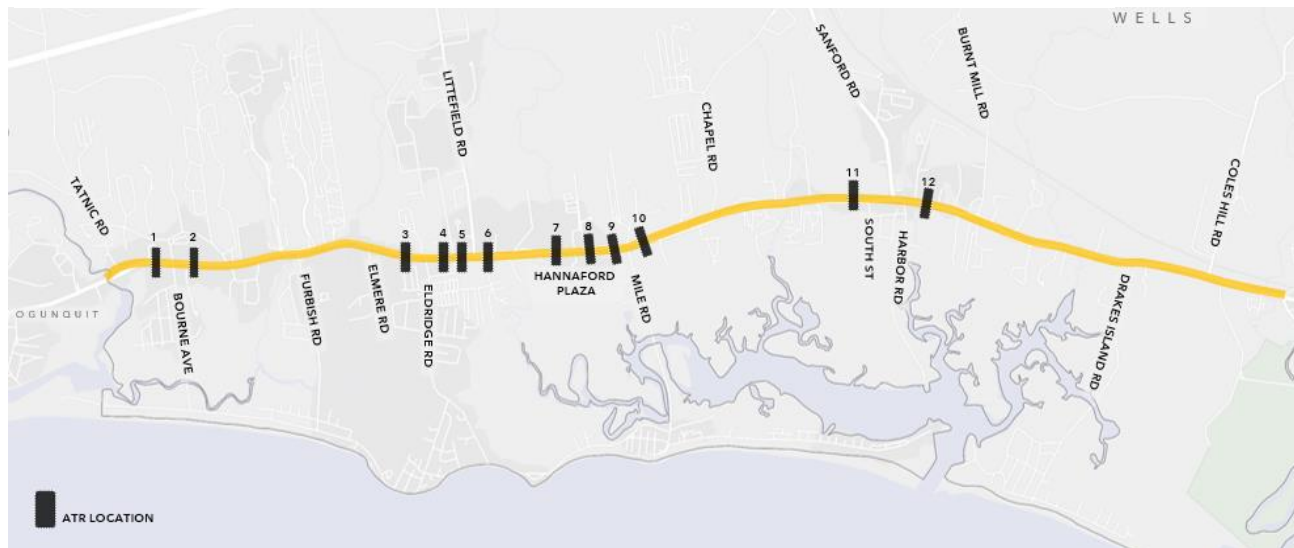 WELLS
SANFORD RD
BURNT MILL RD
LITTEFIELD RD
CHAPEL RD
COLES HILL RD
TATNIC RD
1
2
3
4
5
6
7
8
9
10
11
12
HANNAFORD
PLAZA
BOURNE AVE
FURBISH RD
ELMERE RD
ELDRIDGE RD
MILE RD
SOUTH ST
HARBOR RD
DRAKES ISLAND RD
OGUNQUIT
ATR LOCATION